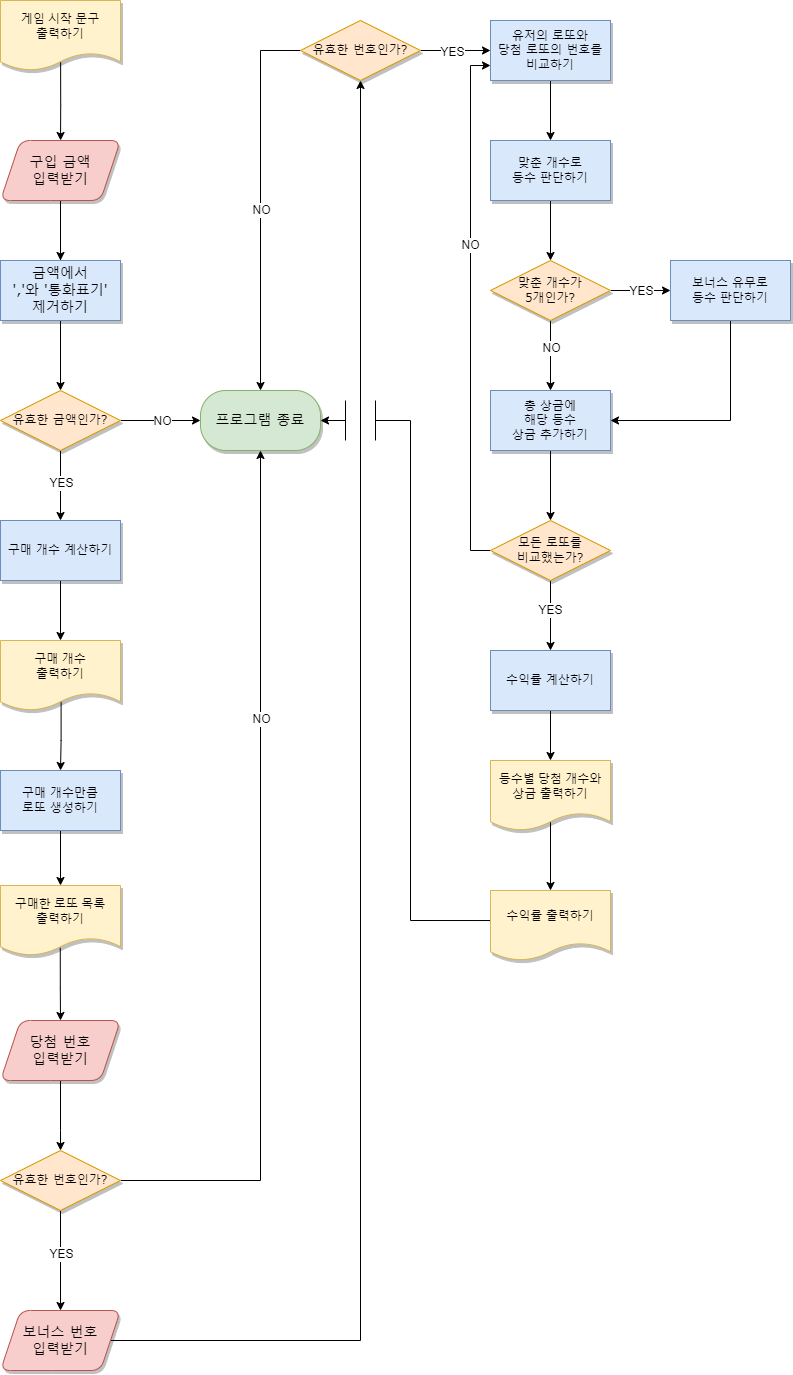 게임 시작 문구
출력하기
구입 금액
입력받기
금액에서
','와 '통화표기'
제거하기
유효한 금액인가?
NO
프로그램 종료
YES
구매 개수 계산하기
구매 개수
출력하기
구매 개수만큼
로또 생성하기
구매한 로또 목록
출력하기
당첨 번호
입력받기
유효한 번호인가?
NO
YES
보너스 번호
입력받기
유효한 번호인가?
NO
YES
유저의 로또와
당첨 로또의 번호를
비교하기
맞춘 개수로
등수 판단하기
맞춘 개수가
5개인가?
YES
보너스 유무로
등수 판단하기
NO
총 상금에
해당 등수
상금 추가하기
모든 로또를
비교했는가?
NO
YES
수익률 계산하기
등수별 당첨 개수와
상금 출력하기
수익률 출력하기